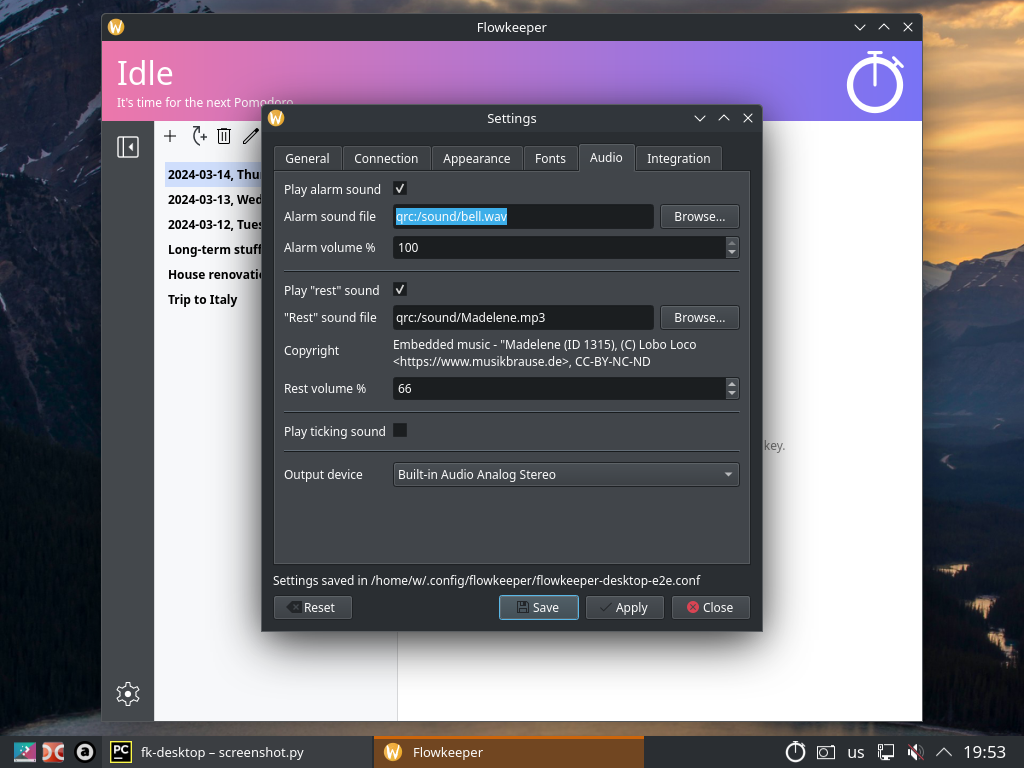 Flowkeeper
Idle
It's time for the next Pomodoro.
Settings
General Connection Appearance Fonts Audio Integration
2024-03-14, Thu
2024-03-13, Wed
2024-03-12, Tues
Long-term stuff
House renovatio
Trip to Italy
Play alarm sound
Alarm sound file qrc:/sound/bell.wav Browse...
Alarm volume % 100
Play "rest" sound
"Rest" sound file qrc:/sound/Madelene.mp3 Browse...
Copyright
Embedded music - "Madelene (ID 1315), (C) Lobo Loco
<https://www.musikbrause.de>, CC-BY-NC-ND
Rest volume % 66
Play ticking sound
key.
Output device Built-in Audio Analog Stereo
Settings saved in /home/w/.config/flowkeeper/flowkeeper-desktop-e2e.conf
Reset Save Apply Close
PC fk-desktop – screenshot.py
W Flowkeeper
us
19:53